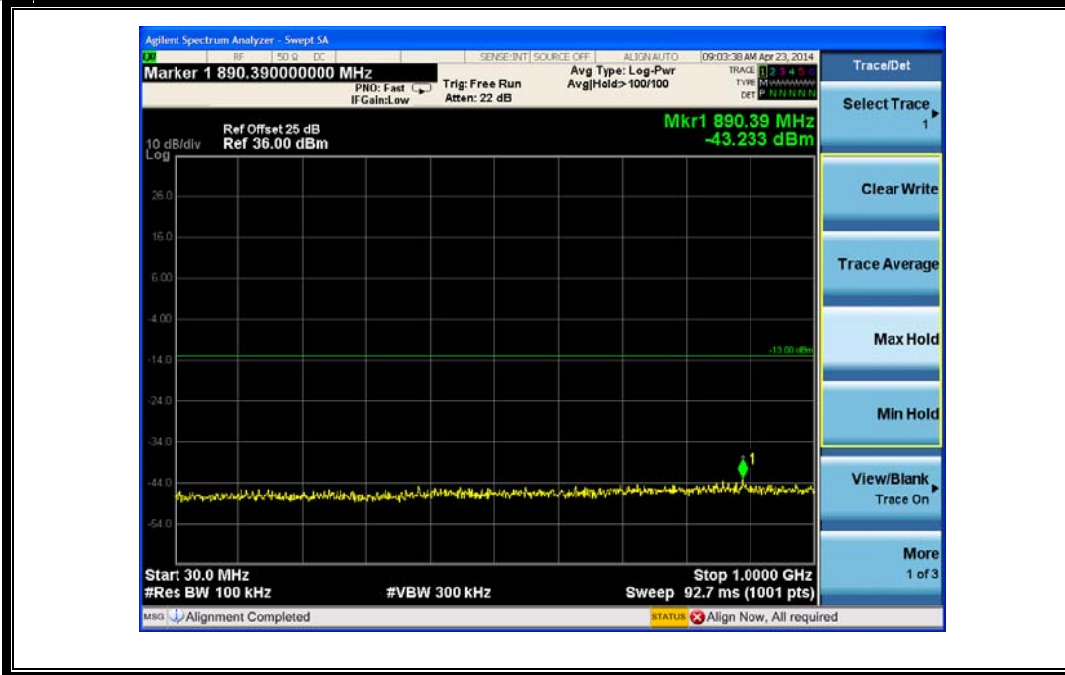 Agilent Spectrum Analyzer - Swept SA
RF 50 Ω DC SENSE:INT SOURCE OFF ALIGN AUTO 09:03:38 AM Apr 23, 2014
Marker 1 890.390000000 MHz
PNO: Fast
IFGain:Low
Trig: Free Run
Atten: 22 dB
Avg Type: Log-Pwr
Avg|Hold>100/100
TRACE 1 2 3 4 5 6
TYPE M
DET P N N N N N
Ref Offset 25 dB
Ref 36.00 dBm
10 dB/div
Log
Mkr1 890.39 MHz
-43.233 dBm
26.0
16.0
6.00
-4.00
-14.0
-24.0
-34.0
-44.0
-54.0
-13.00 dBm
1
Start 30.0 MHz
Stop 1.0000 GHz
#Res BW 100 kHz
#VBW 300 kHz
Sweep 92.7 ms (1001 pts)
MSG Alignment Completed
STATUS Align Now, All required
Trace/Det
Select Trace
1
Clear Write
Trace Average
Max Hold
Min Hold
View/Blank
Trace On
More
1 of 3